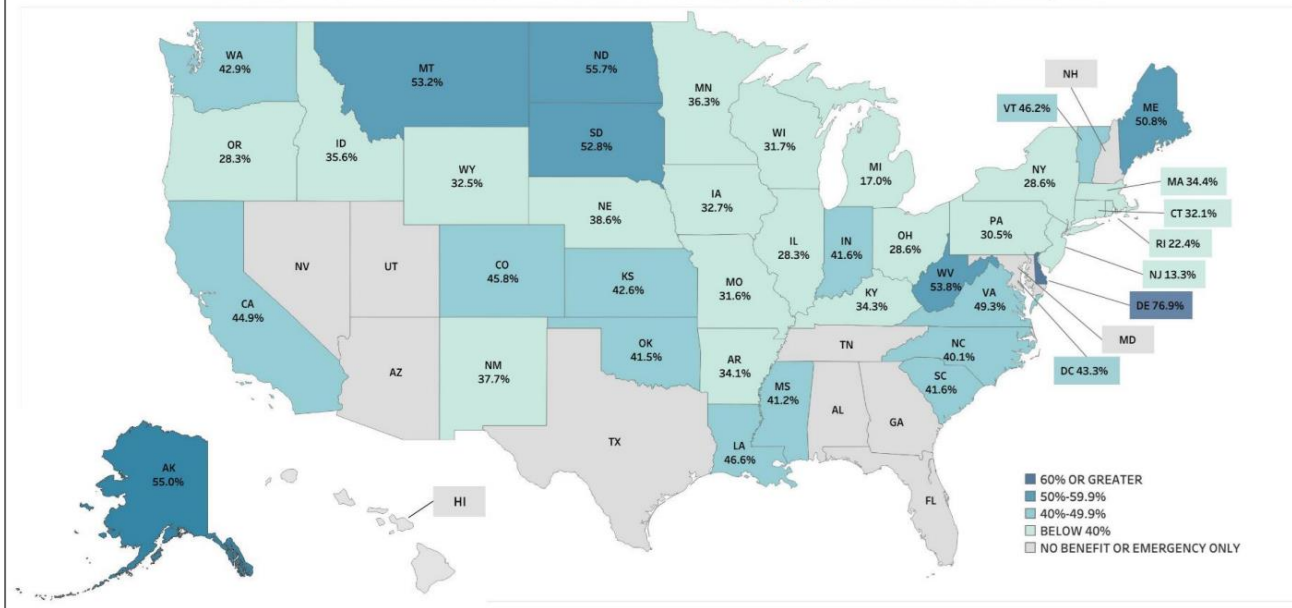 WA
42.9%
MT
53.2%
ND
55.7%
MN
36.3%
NH
VT 46.2%
ME
50.8%
OR
28.3%
ID
35.6%
SD
52.8%
WI
31.7%
MI
17.0%
NY
28.6%
MA 34.4%
WY
32.5%
IA
32.7%
CT 32.1%
NE
38.6%
PA
30.5%
RI 22.4%
NV
UT
CO
45.8%
KS
42.6%
IL
28.3%
IN
41.6%
OH
28.6%
NJ 13.3%
CA
44.9%
MO
31.6%
WV
53.8%
VA
49.3%
DE 76.9%
KY
34.3%
MD
AZ
NM
37.7%
OK
41.5%
AR
34.1%
TN
NC
40.1%
DC 43.3%
SC
41.6%
MS
41.2%
AL
GA
TX
LA
46.6%
FL
AK
55.0%
HI
60% OR GREATER
50%-59.9%
40%-49.9%
BELOW 40%
NO BENEFIT OR EMERGENCY ONLY